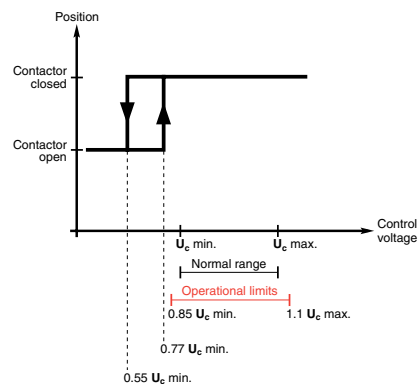 Position
Contactor
closed
Contactor
open
Control
voltage
Uc min.
Uc max.
Normal range
Operational limits
0.85 Uc min.
1.1 Uc max.
0.77 Uc min.
0.55 Uc min.